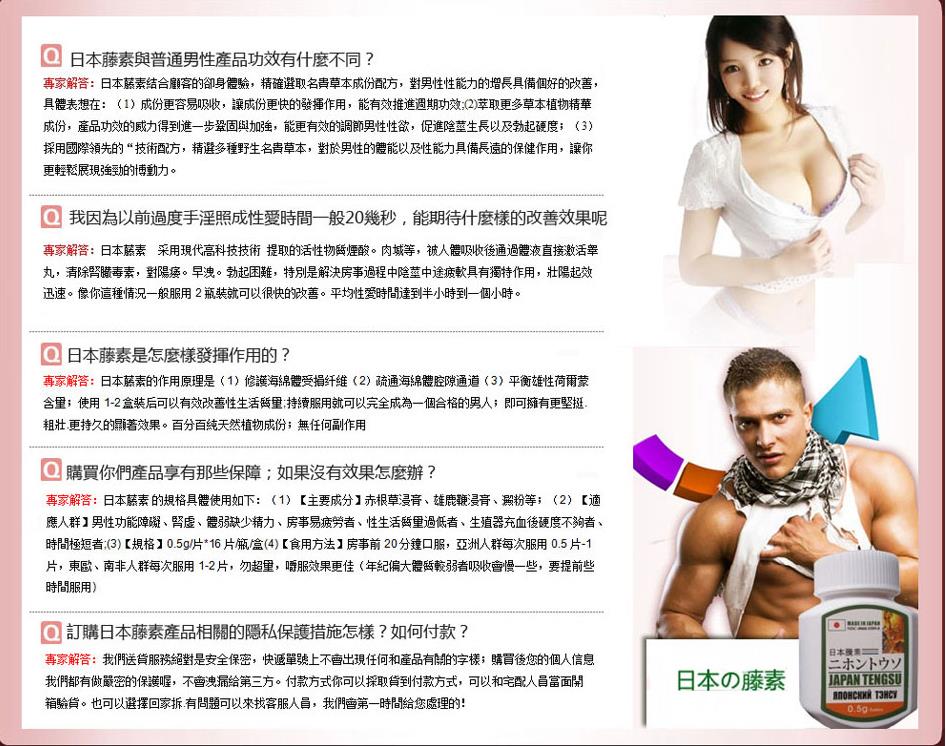 Q 日本藤素與普通男性產品功效有什麼不同？
專家解答：日本藤素結合顧客的卻身體驗，精確選取名貴草本成份配方，對男性性能力的增長具備個好的改善，
具體表想在：（1）成份更容易吸收，讓成份更快的發揮作用，能有效推進週期功效;(2)萃取更多草本植物精華
成份，產品功效的威力得到進一步鞏固與加強，能更有效的調節男性性欲，促進陰莖生長以及勃起硬度；（3）
採用國際領先的“技術配方，精選多種野生名貴草本，對於男性的體能以及性能力具備長遠的保健作用，讓你
更輕鬆展現強勁的博動力。
Q 我因為以前過度手淫照成性愛時間一般20幾秒，能期待什麼樣的改善效果呢
專家解答：日本藤素 采用現代高科技技術 提取的活性物質煙酸。肉堿等，被人體吸收後通過體液直接激活睾
丸，清除腎臟毒素，對陽痿。早洩。勃起困難，特別是解決房事過程中陰莖中途疲軟具有獨特作用，壯陽起效
迅速。像你這種情況一般服用2瓶裝就可以很快的改善。平均性愛時間達到半小時到一個小時。
Q 日本藤素是怎麼樣發揮作用的？
專家解答：日本藤素的作用原理是（1）修護海綿體受損纤维（2）疏通海綿體腔隙通道（3）平衡雄性荷爾蒙
含量；使用 1-2盒裝后可以有效改善性生活質量;持續服用就可以完全成為一個合格的男人；即可擁有更堅挺.
粗壯.更持久的顯著效果。百分百纯天然植物成份；無任何副作用
Q 購買你們產品享有那些保障；如果沒有效果怎麼辦？
專家解答：日本藤素的規格具體使用如下：（1）【主要成分】赤根草浸膏、雄鹿鞭浸膏、澱粉等；（2）【適
應人群】男性功能障礙、腎虛、體弱缺少精力、房事易疲勞者、性生活質量過低者、生殖器充血後硬度不夠者、
時間極短者;(3)【規格】0.5g/片*16片/瓶/盒(4)【食用方法】房事前20分鐘口服，亞洲人群每次服用0.5片-1
片，東歐、南非人群每次服用1-2片，勿超量，嚼服效果更佳（年紀偏大體質較弱者吸收會慢一些，要提前些
時間服用）
Q 訂購日本藤素產品相關的隱私保護措施怎樣？如何付款？
專家解答：我們送貨服務絕對是安全保密，快遞單號上不會出現任何和產品有關的字樣；購買後您的個人信息
我們都有做嚴密的保護喔，不會洩漏給第三方。付款方式你可以採取貨到付款方式，可以和宅配人員當面開
箱驗貨。也可以選擇回家拆.有問題可以來找客服人員，我們會第一時間給您處理的!
日本の藤素
MADE IN JAPAN
日本騰素
ニホントウソ
JAPAN TENGSU
ЯПОНСКИЙ ТЭНСУ
0.5g